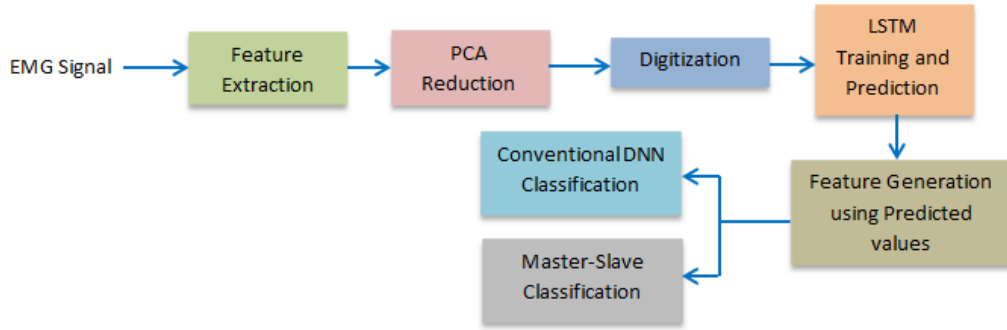 EMG Signal
Feature
Extraction
PCA
Reduction
Digitization
LSTM
Training and
Prediction
Feature Generation
using Predicted
values
Conventional DNN
Classification
Master-Slave
Classification